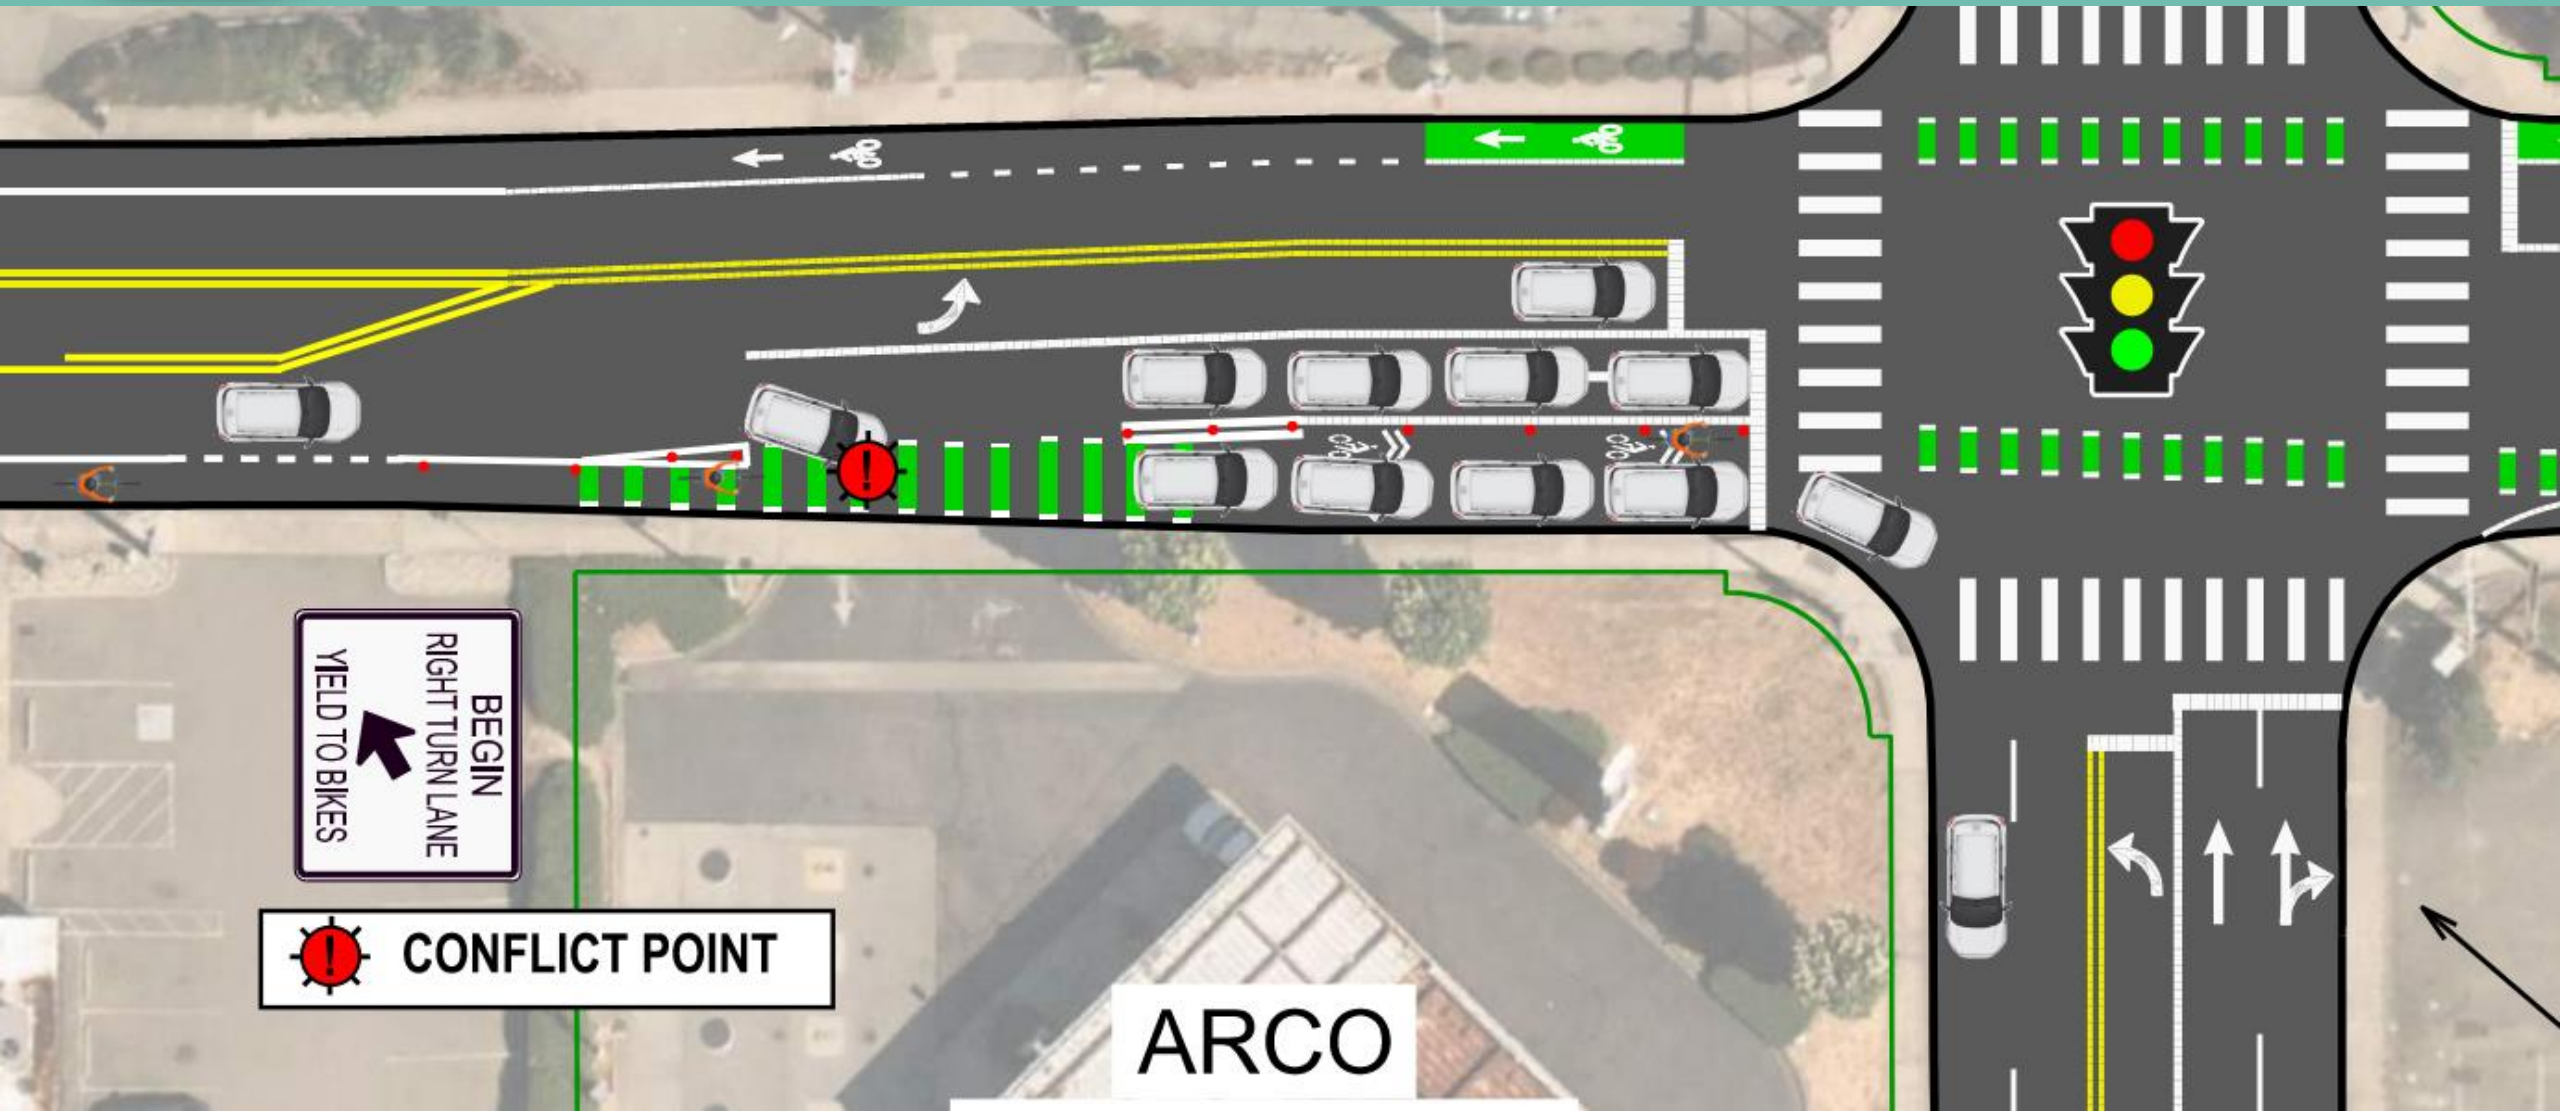 BEGIN
RIGHT TURN LANE
YIELD TO BIKES
! CONFLICT POINT
ARCO